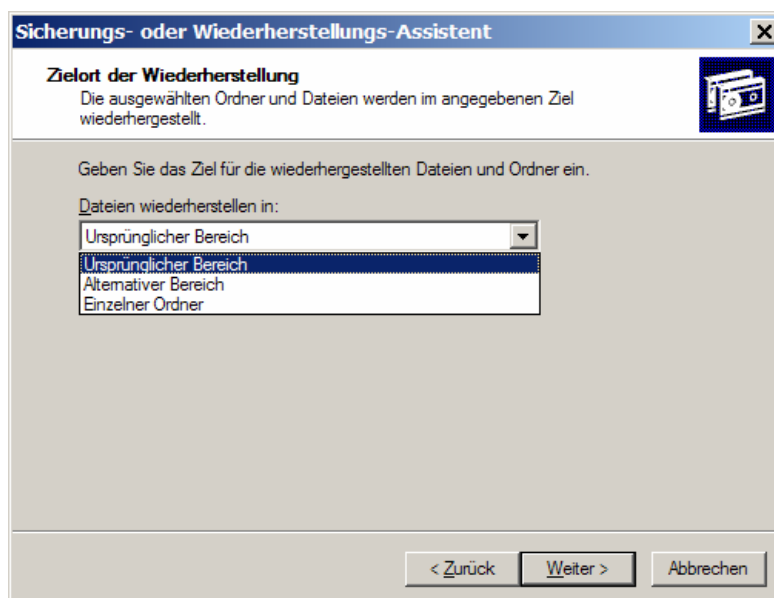 Sicherungs- oder Wiederherstellungs-Assistent
Zielort der Wiederherstellung
Die ausgewählten Ordner und Dateien werden im angegebenen Ziel
wiederhergestellt.
Geben Sie das Ziel für die wiederhergestellten Dateien und Ordner ein.
Dateien wiederherstellen in:
Ursprünglicher Bereich
Ursprünglicher Bereich
Alternativer Bereich
Einzelner Ordner
< Zurück
Weiter >
Abbrechen